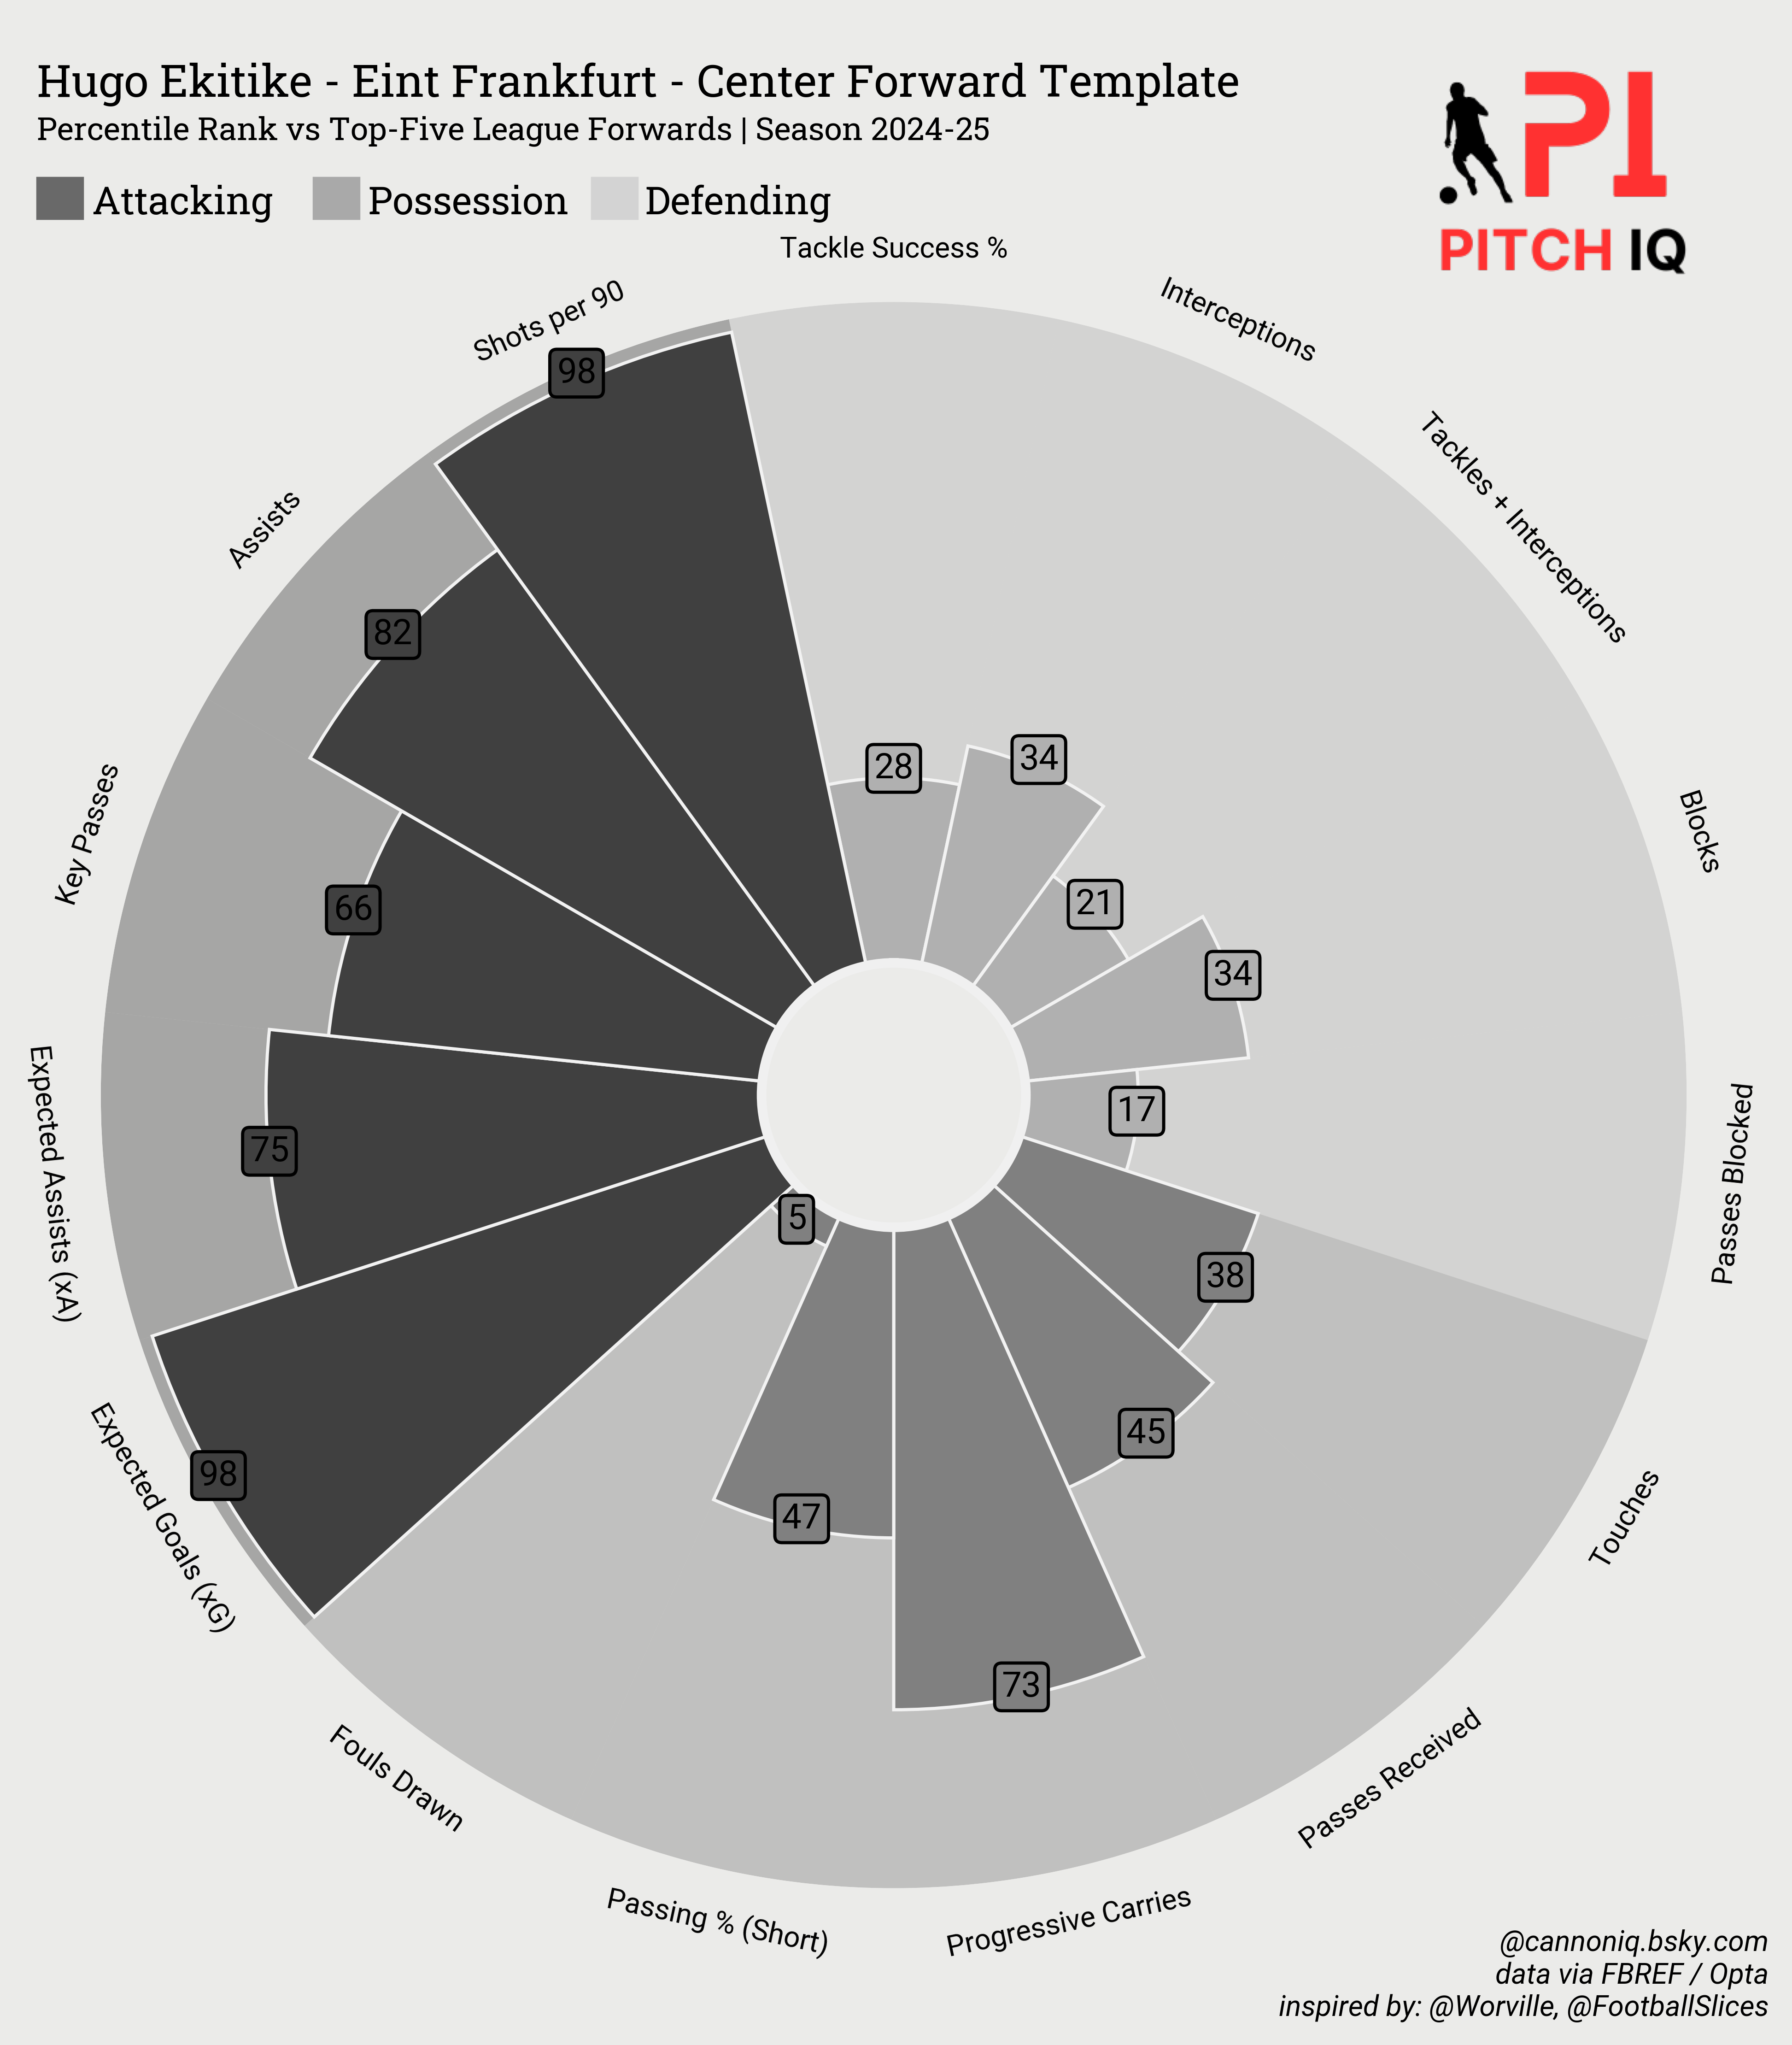 Hugo Ekitike - Eint Frankfurt - Center Forward Template
Percentile Rank vs Top-Five League Forwards | Season 2024-25
Attacking
Possession
Defending
PI
PITCH IQ
Tackle Success %
Interceptions
Tackles + Interceptions
Blocks
Passes Blocked
Touches
Passes Received
Progressive Carries
Passing % (Short)
Fouls Drawn
Expected Goals (xG)
Expected Assists (xA)
Key Passes
Assists
Shots per 90
28
34
21
34
17
38
45
73
47
5
98
75
66
82
98
@cannoniq.bsky.com
data via FBREF / Opta
inspired by: @Worville, @FootballSlices